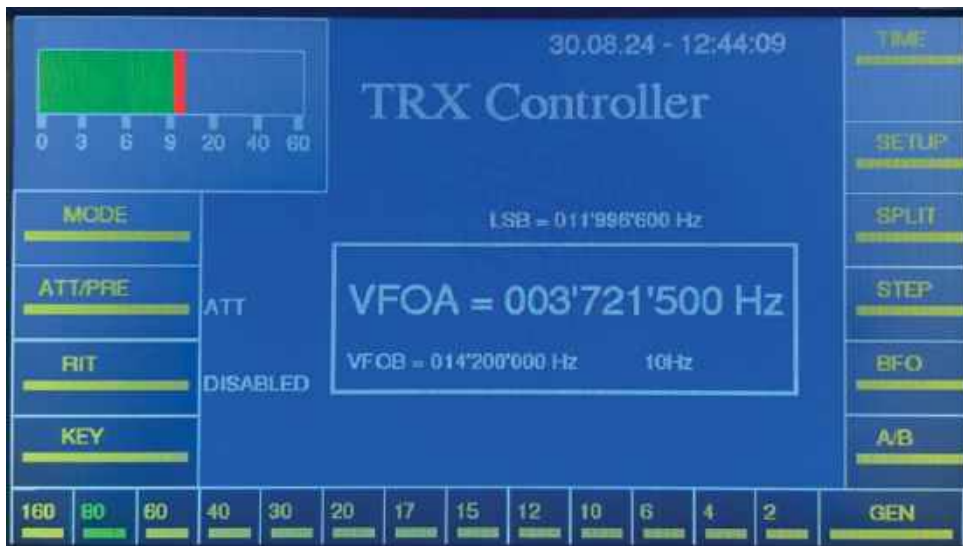 30.08.24 - 12:44:09
TIME
TRX Controller
0 3 6 9 20 40 60
SETUP
MODE
LSB = 011'996'600 Hz
SPLIT
ATT/PRE
ATT
VFOA = 003'721'500 Hz
STEP
RIT
DISABLED
VFOB = 014'200'000 Hz 10Hz
BFO
KEY
A/B
160 80 60 40 30 20 17 15 12 10 6 4 2 GEN